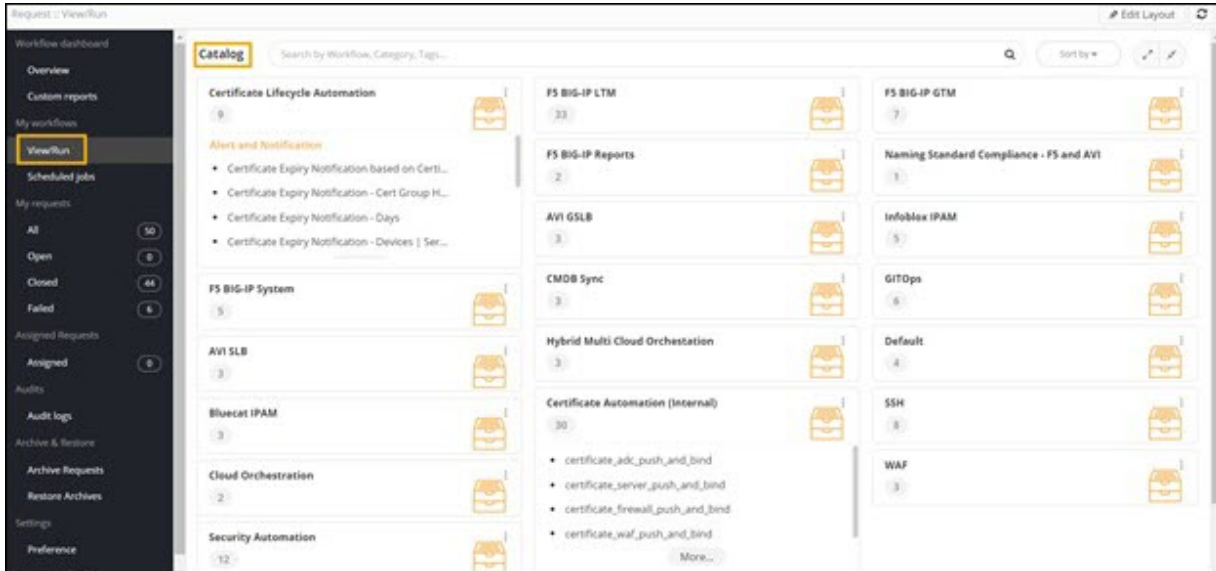 Request :: View/Run
Edit Layout
Workflow dashboard
Overview
Custom reports
My workflows
View/Run
Scheduled jobs
My requests
All 50
Open 0
Closed 44
Failed 6
Assigned Requests
Assigned 0
Audits
Audit logs
Archive & Restore
Archive Requests
Restore Archives
Settings
Preference
Catalog
Search by Workflow, Category, Tags...
Sort by
Certificate Lifecycle Automation
9
Alert and Notification
Certificate Expiry Notification based on Certi...
Certificate Expiry Notification - Cert Group H...
Certificate Expiry Notification - Days
Certificate Expiry Notification - Devices | Ser...
F5 BIG-IP System
5
AVI SLB
3
Bluecat IPAM
3
Cloud Orchestration
2
Security Automation
12
F5 BIG-IP LTM
33
F5 BIG-IP Reports
2
AVI GSLB
3
CMDB Sync
3
Hybrid Multi Cloud Orchestation
3
Certificate Automation (Internal)
30
certificate_adc_push_and_bind
certificate_server_push_and_bind
certificate_firewall_push_and_bind
certificate_waf_push_and_bind
More...
F5 BIG-IP GTM
7
Naming Standard Compliance - F5 and AVI
1
Infoblox IPAM
5
GITOps
6
Default
4
SSH
8
WAF
3